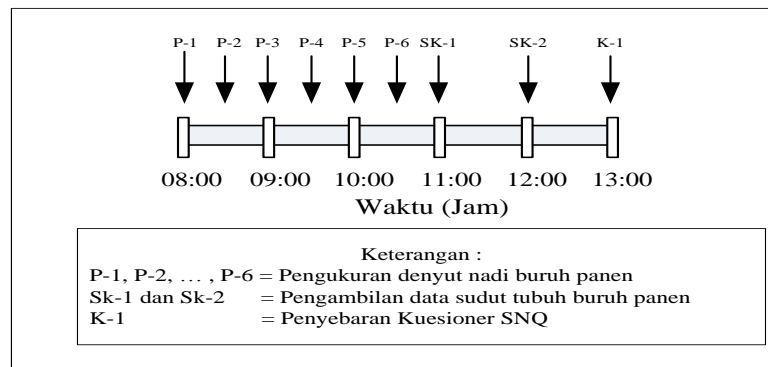 P-1 P-2 P-3 P-4 P-5 P-6 SK-1 SK-2 K-1
08:00 09:00 10:00 11:00 12:00 13:00
Waktu (Jam)
Keterangan :
P-1, P-2, … , P-6 = Pengukuran denyut nadi buruh panen
Sk-1 dan Sk-2 = Pengambilan data sudut tubuh buruh panen
K-1 = Penyebaran Kuesioner SNQ